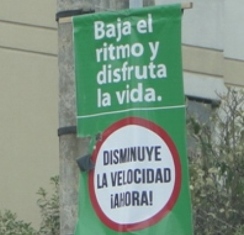 Baja el
ritmo y
disfruta
la vida.
DISMINUYE
LA VELOCIDAD
¡AHORA!